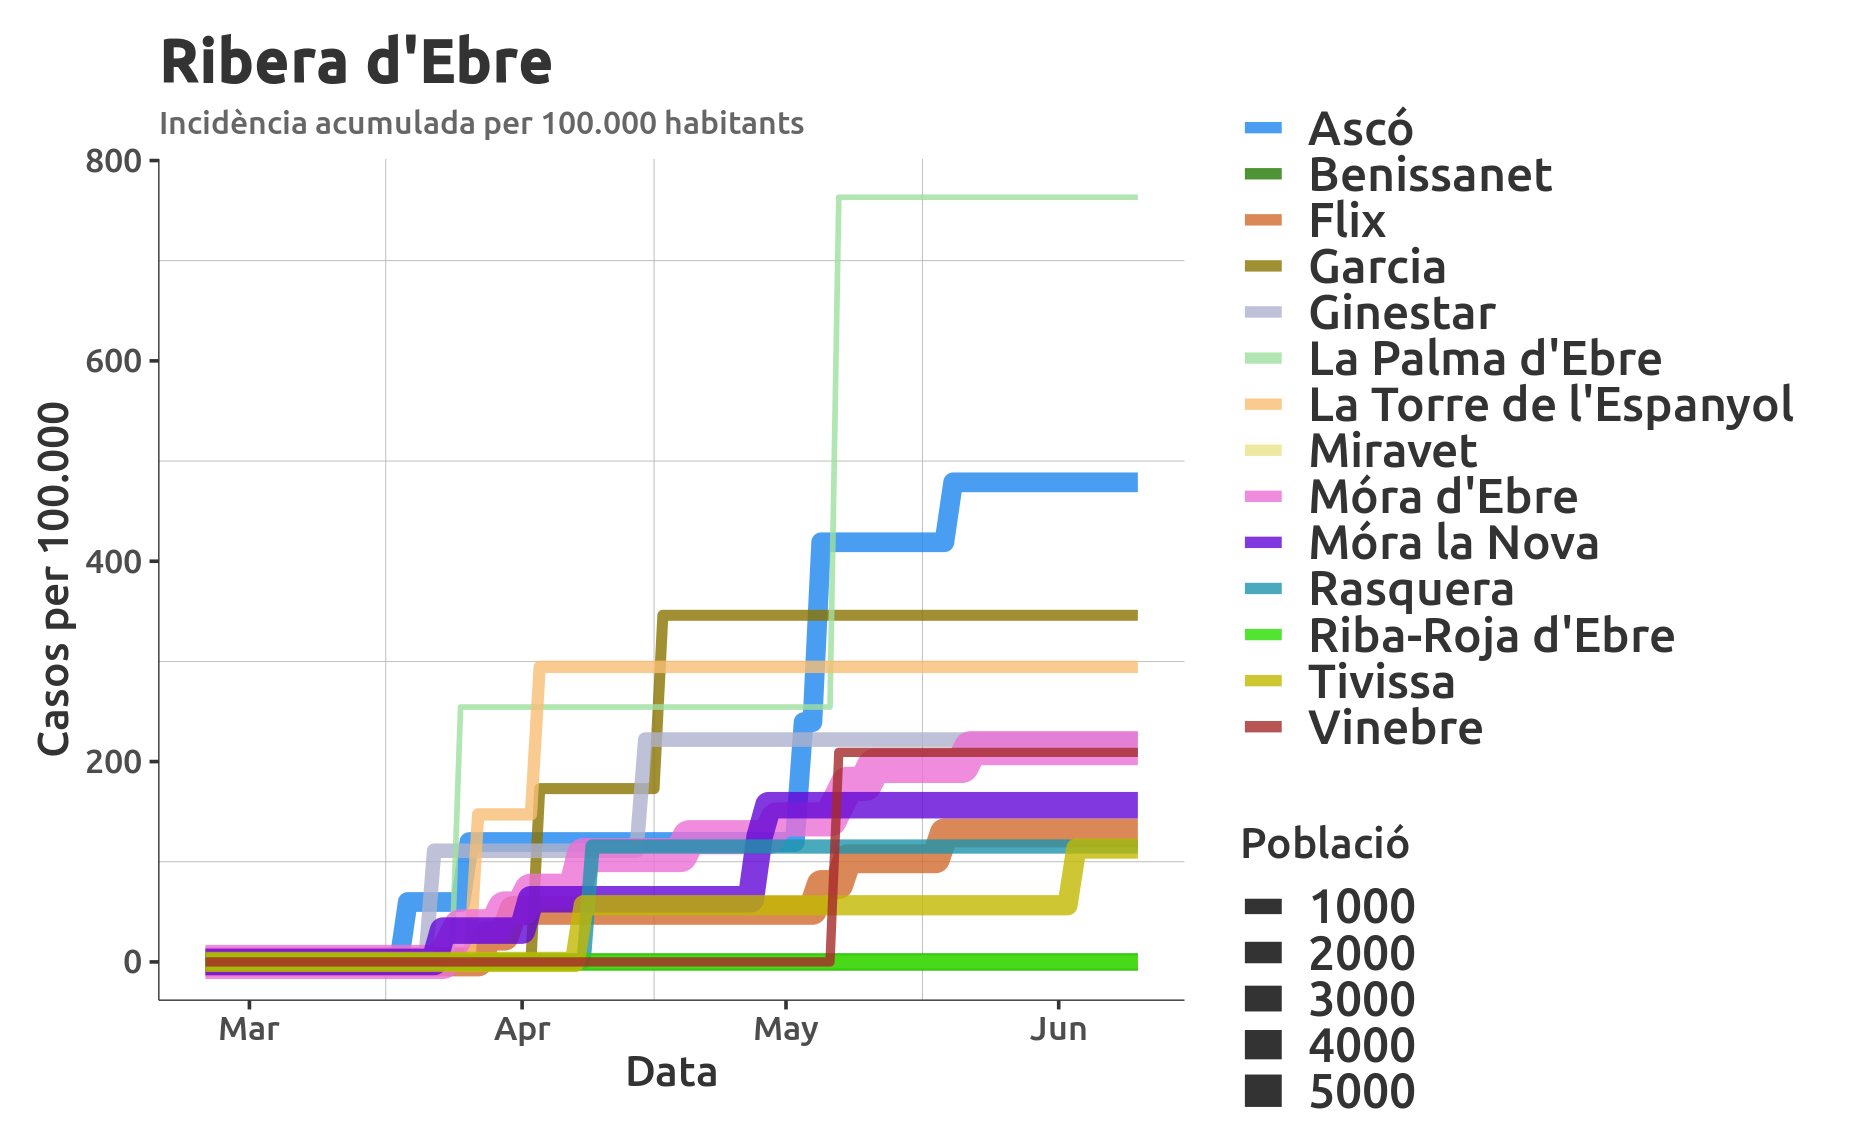 Ribera d'Ebre
Incidència acumulada per 100.000 habitants
800
600
400
200
0
Casos per 100.000
Mar
Apr
May
Jun
Data
Ascó
Benissanet
Flix
Garcia
Ginestar
La Palma d'Ebre
La Torre de l'Espanyol
Miravet
Móra d'Ebre
Móra la Nova
Rasquera
Riba-Roja d'Ebre
Tivissa
Vinebre
Població
1000
2000
3000
4000
5000